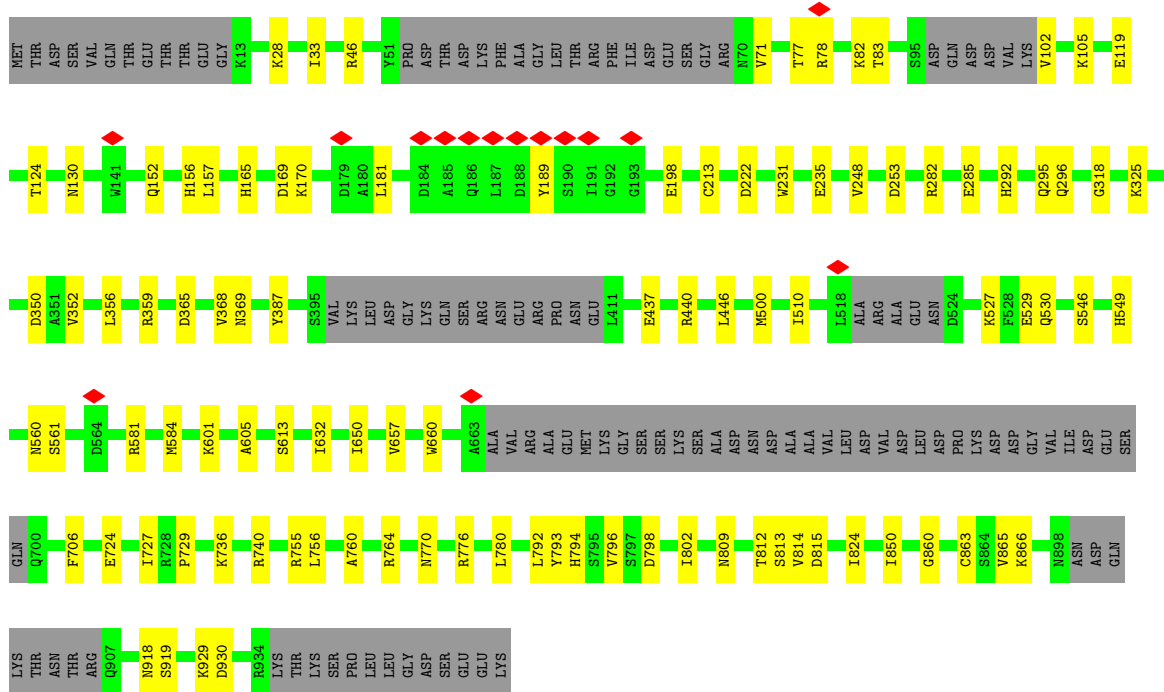 MET THR ASP SER VAL GLN THR GLU THR THR GLU GLY K13 K28 I33 R46 Y51 PRO ASP THR ASP LYS PHE ALA GLY LEU THR ARG PHE ILE ASP GLU SER GLY ARG N70 V71 T77 R78 K82 T83 S95 ASP GLN ASP ASP VAL LYS V102 K105 E119
T124 N130 W141 Q152 H156 L157 H165 D169 K170 D179 A180 L181 D184 A185 Q186 L187 D188 Y189 S190 I191 G192 G193 E198 C213 D222 W231 E235 V248 D253 R282 E285 H292 Q295 Q296 G318 K325
D350 A351 V352 L356 R359 D365 V368 N369 Y387 S395 VAL LYS LEU ASP GLY LYS GLN SER ARG ASN GLU ARG PRO ASN GLU L411 E437 R440 L446 M500 I510 L518 ALA ARG ALA GLU ASN D524 K527 F528 E529 Q530 S546 H549
N560 S561 D564 R581 M584 K601 A605 S613 I632 I650 V657 W660 A663 ALA VAL ARG ALA GLU MET LYS GLY SER SER LYS SER ALA ASP ASN ASP ALA ALA VAL LEU ASP VAL ASP LEU ASP PRO LYS ASP ASP GLY VAL ILE ASP GLU SER
GLN Q700 F706 E724 I727 R728 P729 K736 R740 R755 L756 A760 R764 N770 R776 L780 L792 Y793 H794 S795 V796 S797 D798 I802 N809 T812 S813 V814 D815 I824 I850 G860 C863 S864 V865 K866 N898 ASN ASP GLN
LYS THR ASN THR ARG Q907 N918 S919 K929 D930 R934 LYS THR LYS SER PRO LEU LEU GLY ASP SER GLU GLU LYS